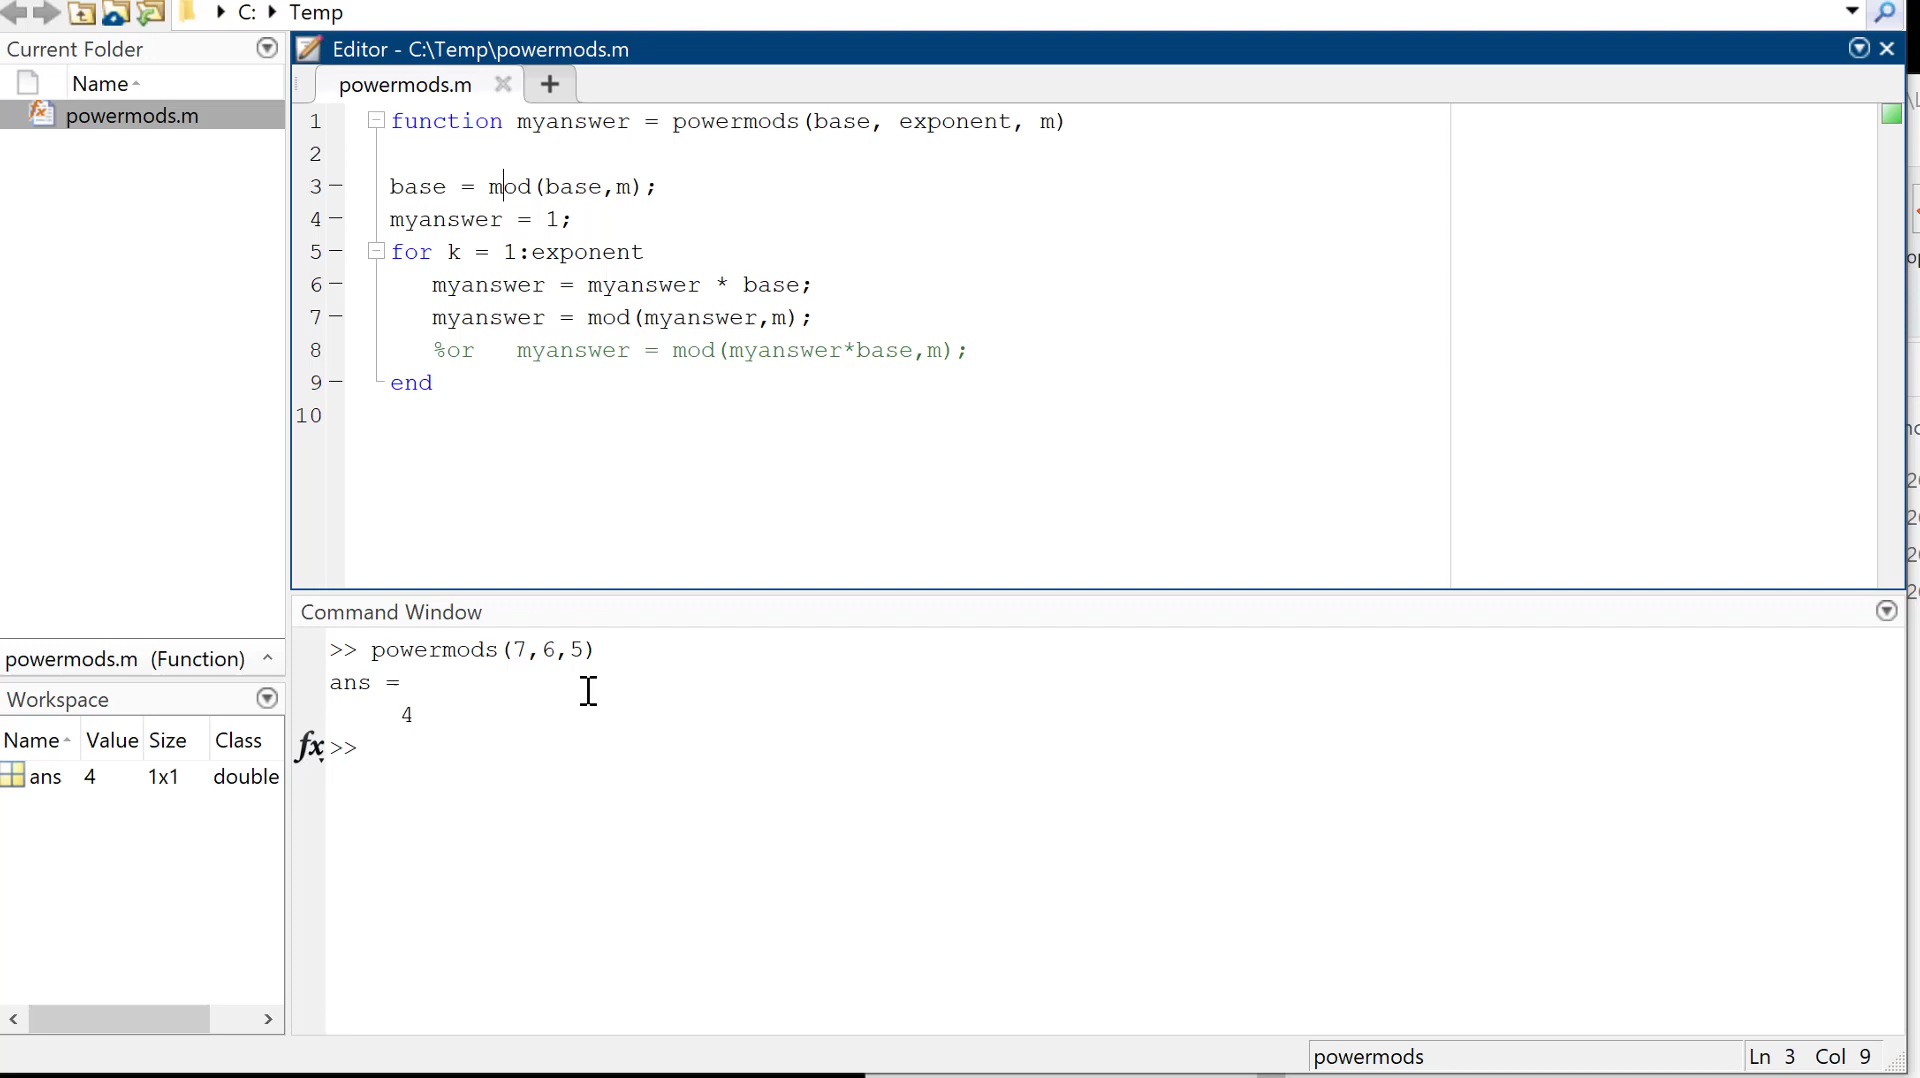 C: Temp
Current Folder
Name
powermods.m
powermods.m (Function)
Workspace
Name Value Size Class
ans 4 1x1 double
Editor - C:\Temp\powermods.m
powermods.m
1 function myanswer = powermods(base, exponent, m)
2
3 base = mod(base,m);
4 myanswer = 1;
5 for k = 1:exponent
6 myanswer = myanswer * base;
7 myanswer = mod(myanswer,m);
8 %or myanswer = mod(myanswer*base,m);
9 end
10
Command Window
>> powermods(7,6,5)
ans =
4
fx >>
powermods Ln 3 Col 9